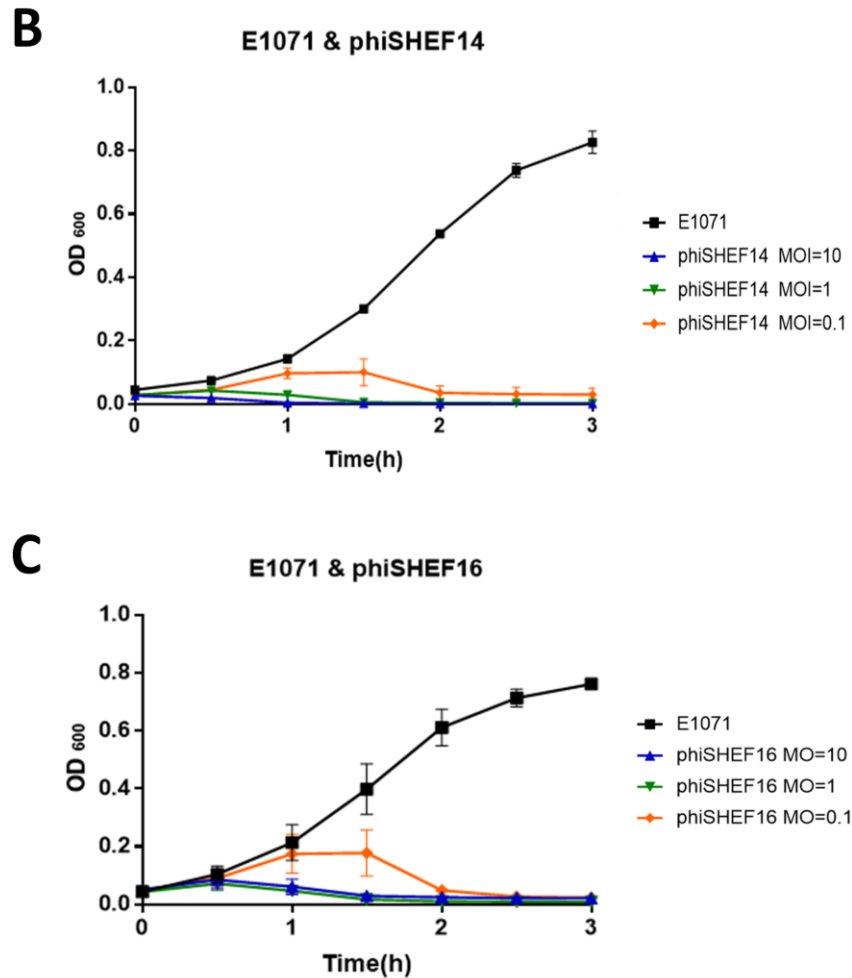 B
E1071 & phiSHEF14
1.0
0.8
0.6
0.4
0.2
0.0
OD 600
0
1
2
3
Time(h)
E1071
phiSHEF14 MOI=10
phiSHEF14 MOI=1
phiSHEF14 MOI=0.1
C
E1071 & phiSHEF16
1.0
0.8
0.6
0.4
0.2
0.0
OD 600
0
1
2
3
Time(h)
E1071
phiSHEF16 MO=10
phiSHEF16 MO=1
phiSHEF16 MO=0.1